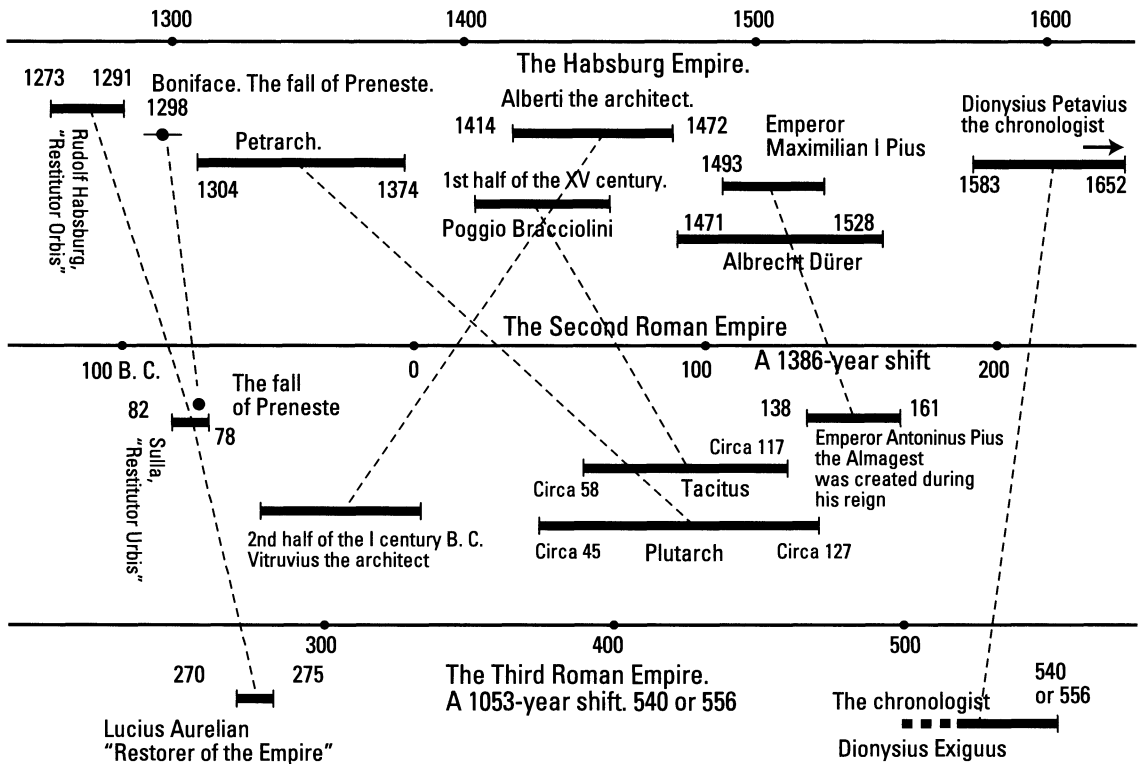 1300 1400 1500 1600
The Habsburg Empire.
1273 1291
Boniface. The fall of Preneste.
1298
Rudolf Habsburg,
“Restitutor Orbis”
Petrarch.
1304 1374
Alberti the architect.
1414 1472
1st half of the XV century.
Poggio Bracciolini
Emperor
Maximilian I Pius
1493
1471 1528
Albrecht Dürer
Dionysius Petavius
the chronologist
1583 1652
The Second Roman Empire
100 B. C. 0 100 200
A 1386-year shift
82
78
The fall
of Preneste
Sulla,
“Restitutor Urbis”
2nd half of the I century B. C.
Vitruvius the architect
Circa 117
Circa 58
Tacitus
Circa 45
Plutarch
Circa 127
138 161
Emperor Antoninus Pius
the Almagest
was created during
his reign
300 400 500
The Third Roman Empire.
A 1053-year shift. 540 or 556
270 275
Lucius Aurelian
“Restorer of the Empire”
540
or 556
The chronologist
Dionysius Exiguus